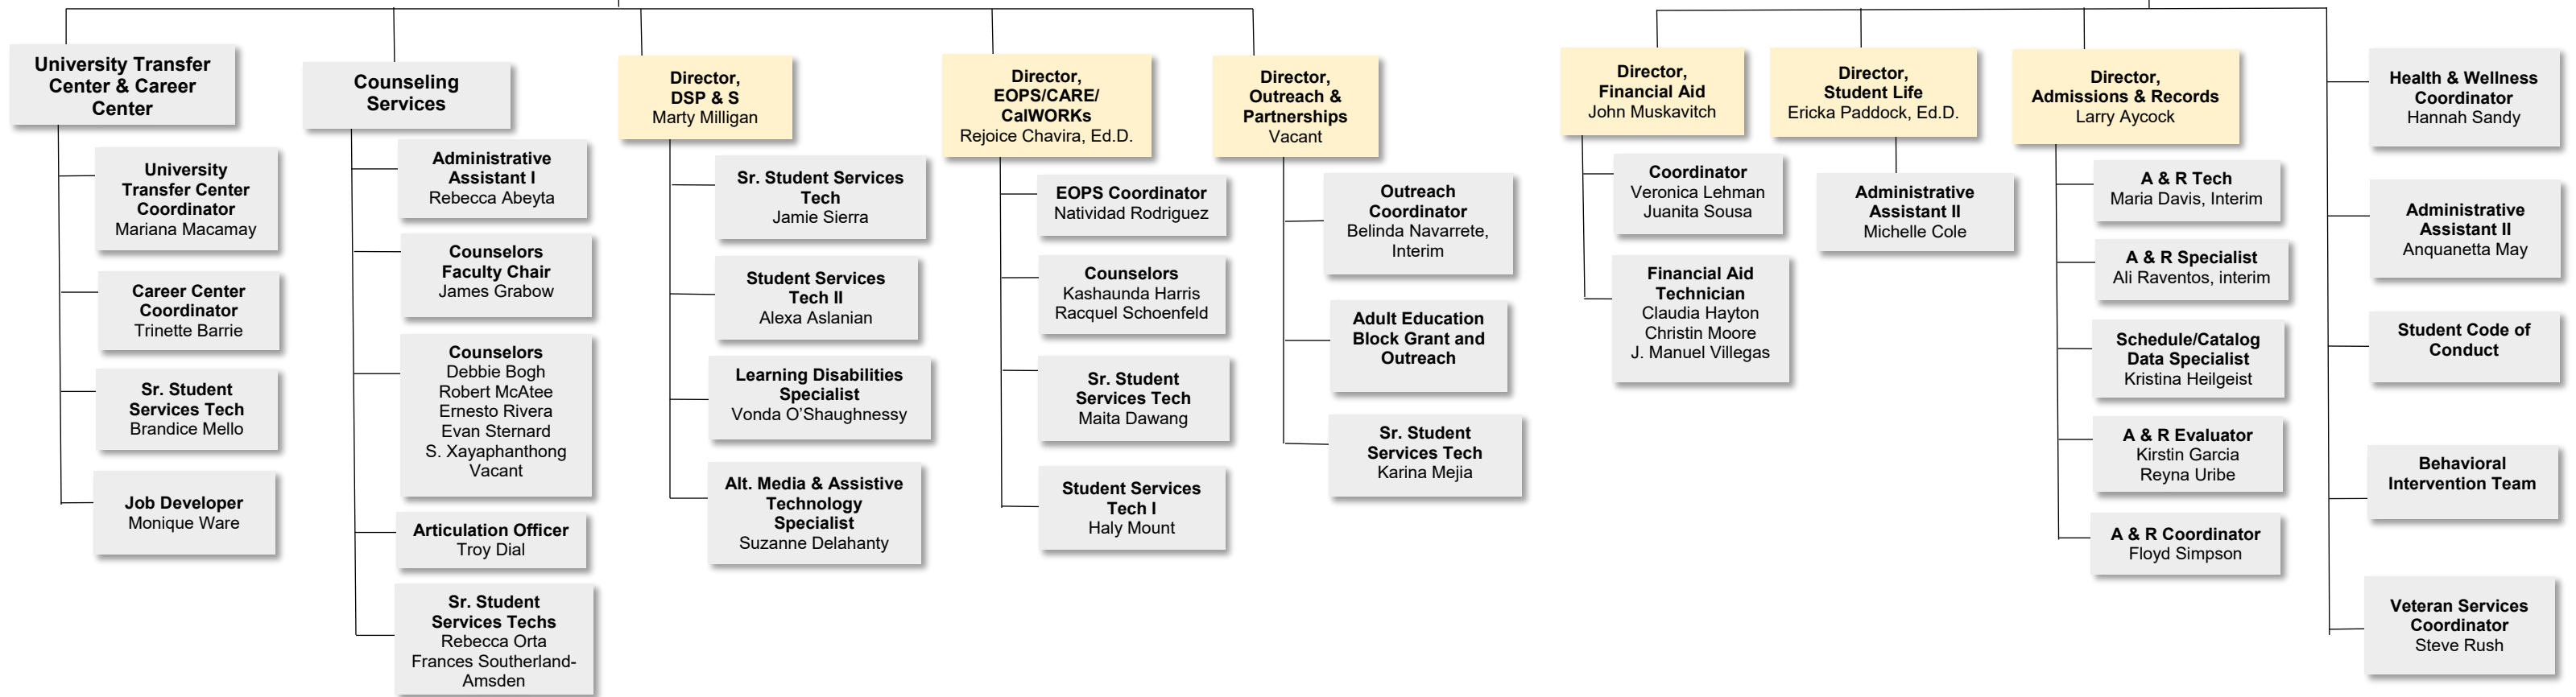 University Transfer
Center & Career
Center
University
Transfer Center
Coordinator
Mariana Macamay
Career Center
Coordinator
Trinette Barrie
Sr. Student
Services Tech
Brandice Mello
Job Developer
Monique Ware
Counseling
Services
Administrative
Assistant I
Rebecca Abeyta
Counselors
Faculty Chair
James Grabow
Counselors
Debbie Bogh
Robert McAtee
Ernesto Rivera
Evan Sternard
S. Xayaphanthong
Vacant
Articulation Officer
Troy Dial
Sr. Student
Services Techs
Rebecca Orta
Frances Southerland-
Amsden
Director,
DSP & S
Marty Milligan
Sr. Student Services
Tech
Jamie Sierra
Student Services
Tech II
Alexa Aslanian
Learning Disabilities
Specialist
Vonda O’Shaughnessy
Alt. Media & Assistive
Technology
Specialist
Suzanne Delahanty
Director,
EOPS/CARE/
CalWORKs
Rejoice Chavira, Ed.D.
EOPS Coordinator
Natividad Rodriguez
Counselors
Kashaunda Harris
Racquel Schoenfeld
Sr. Student
Services Tech
Maita Dawang
Student Services
Tech I
Haly Mount
Director,
Outreach &
Partnerships
Vacant
Outreach
Coordinator
Belinda Navarrete,
Interim
Adult Education
Block Grant and
Outreach
Sr. Student
Services Tech
Karina Mejia
Director,
Financial Aid
John Muskavitch
Coordinator
Veronica Lehman
Juanita Sousa
Financial Aid
Technician
Claudia Hayton
Christin Moore
J. Manuel Villegas
Director,
Student Life
Ericka Paddock, Ed.D.
Administrative
Assistant II
Michelle Cole
Director,
Admissions & Records
Larry Aycock
A & R Tech
Maria Davis, Interim
A & R Specialist
Ali Raventos, interim
Schedule/Catalog
Data Specialist
Kristina Heilgeist
A & R Evaluator
Kirstin Garcia
Reyna Uribe
A & R Coordinator
Floyd Simpson
Health & Wellness
Coordinator
Hannah Sandy
Administrative
Assistant II
Anquanetta May
Student Code of
Conduct
Behavioral
Intervention Team
Veteran Services
Coordinator
Steve Rush